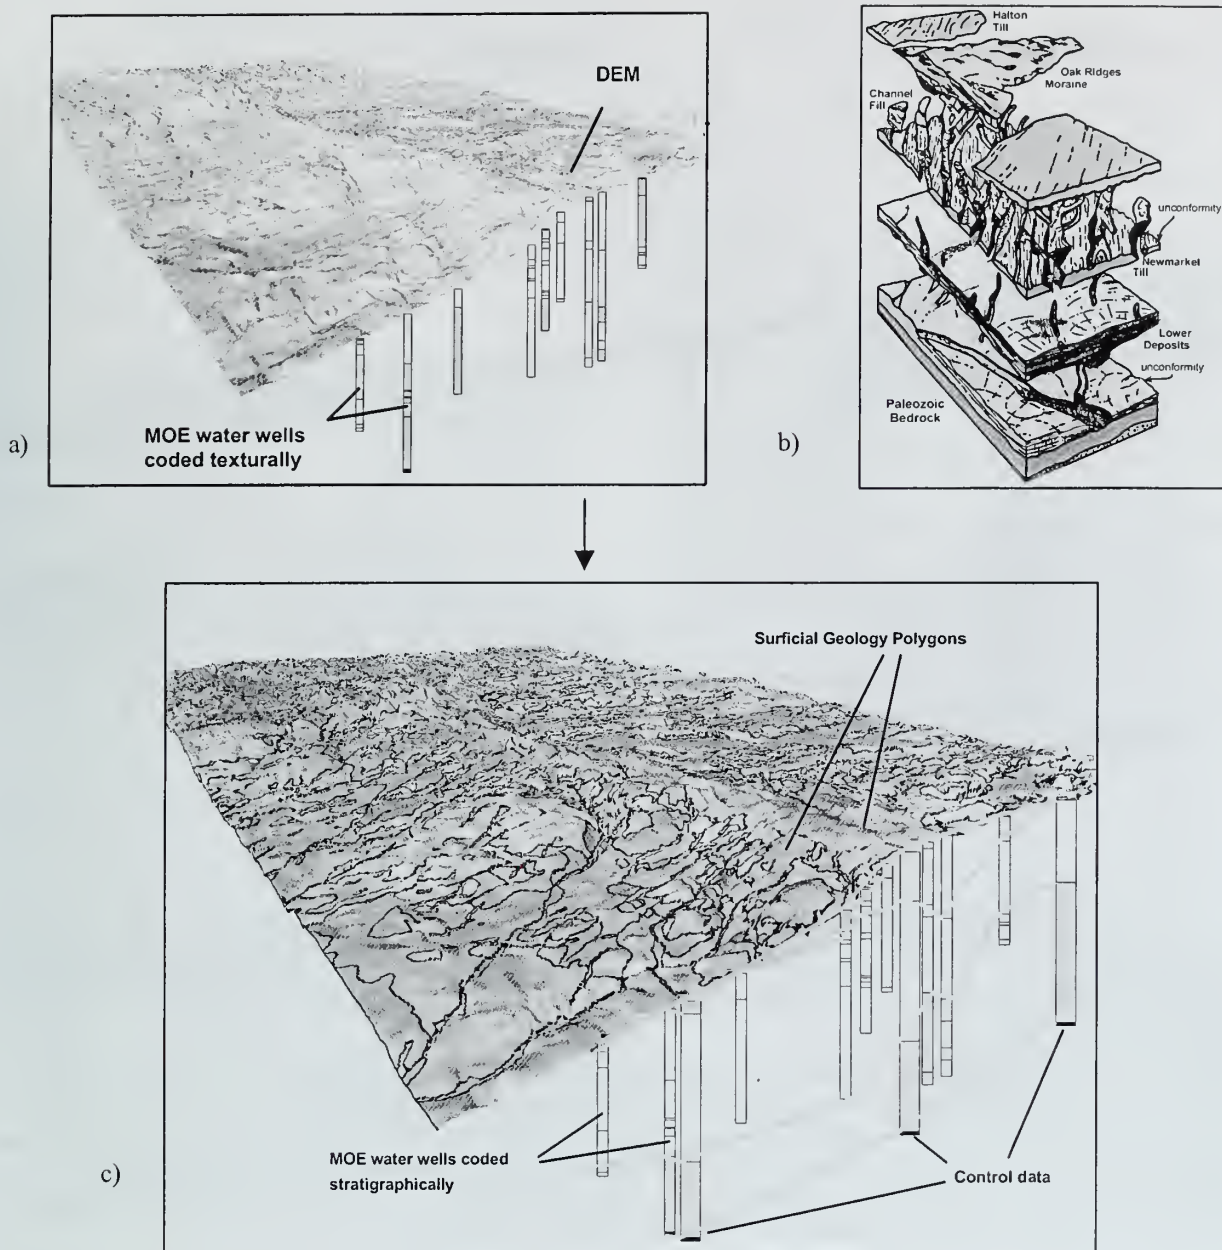 DEM
MOE water wells
coded texturally
a)
Halton
Till
Oak Ridges
Moraine
Channel
Fill
unconformity
Newmarket
Till
Lower
Deposits
unconformity
Paleozoic
Bedrock
b)
Surficial Geology Polygons
MOE water wells coded
stratigraphically
Control data
c)